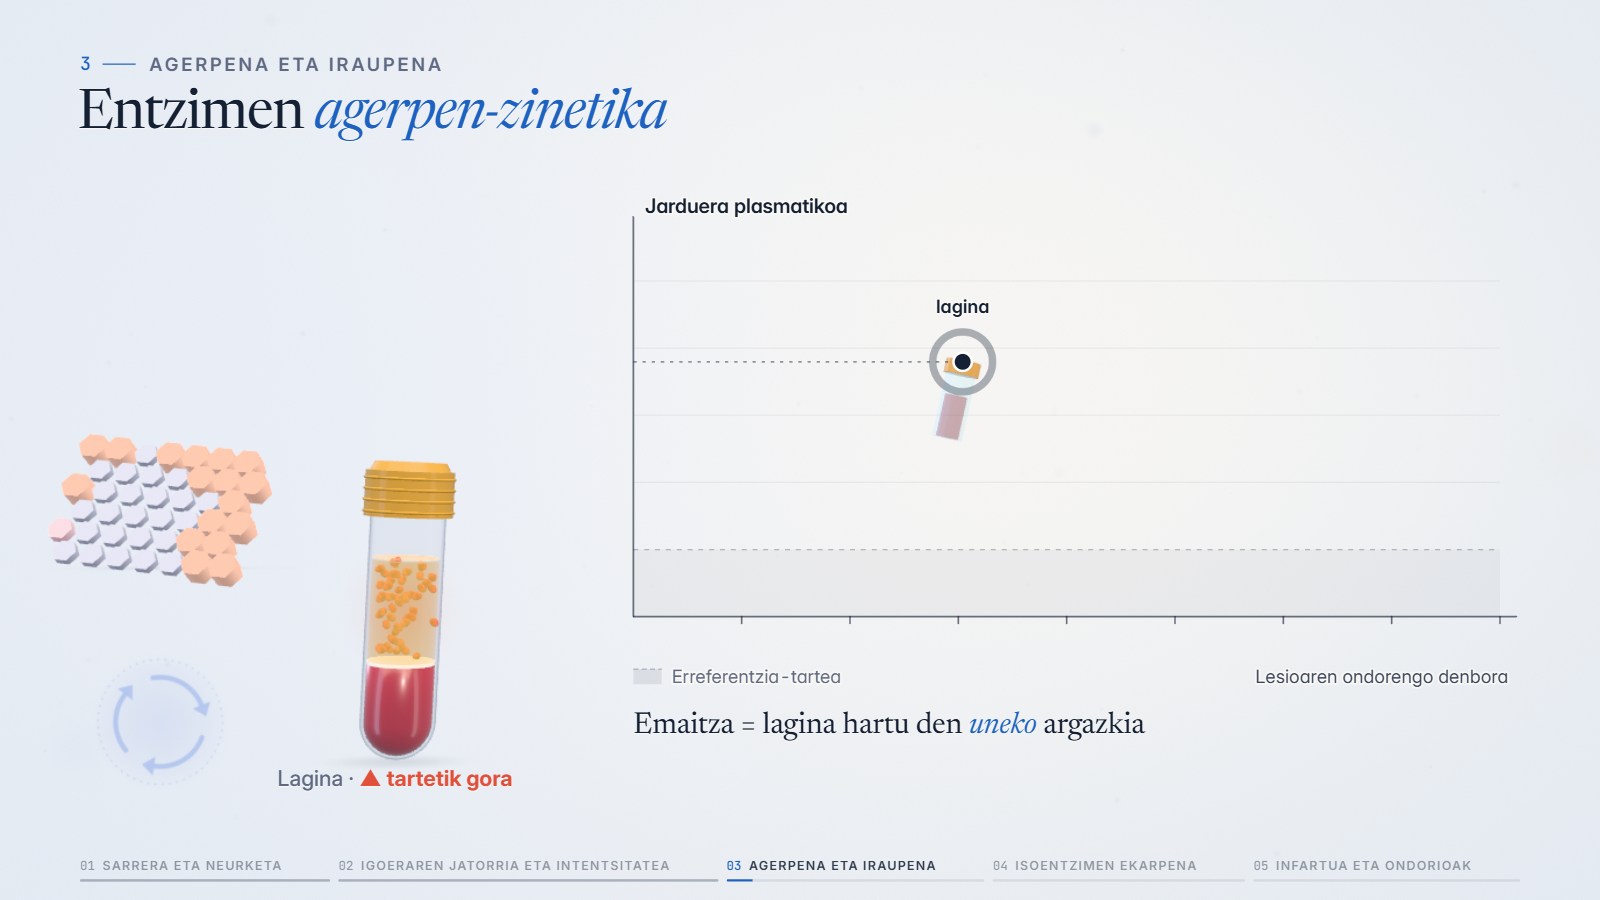 3 — AGERPENA ETA IRAUPENA
Entzimen agerpen-zinetika
Jarduera plasmatikoa
lagina
Erreferentzia-tartea
Lesioaren ondorengo denbora
Emaitza = lagina hartu den uneko argazkia
Lagina · ▲ tartetik gora
01 SARRERA ETA NEURKETA
02 IGOERAREN JATORRIA ETA INTENTSITATEA
03 AGERPENA ETA IRAUPENA
04 ISOENTZIMEN EKARPENA
05 INFARTUA ETA ONDORIOAK